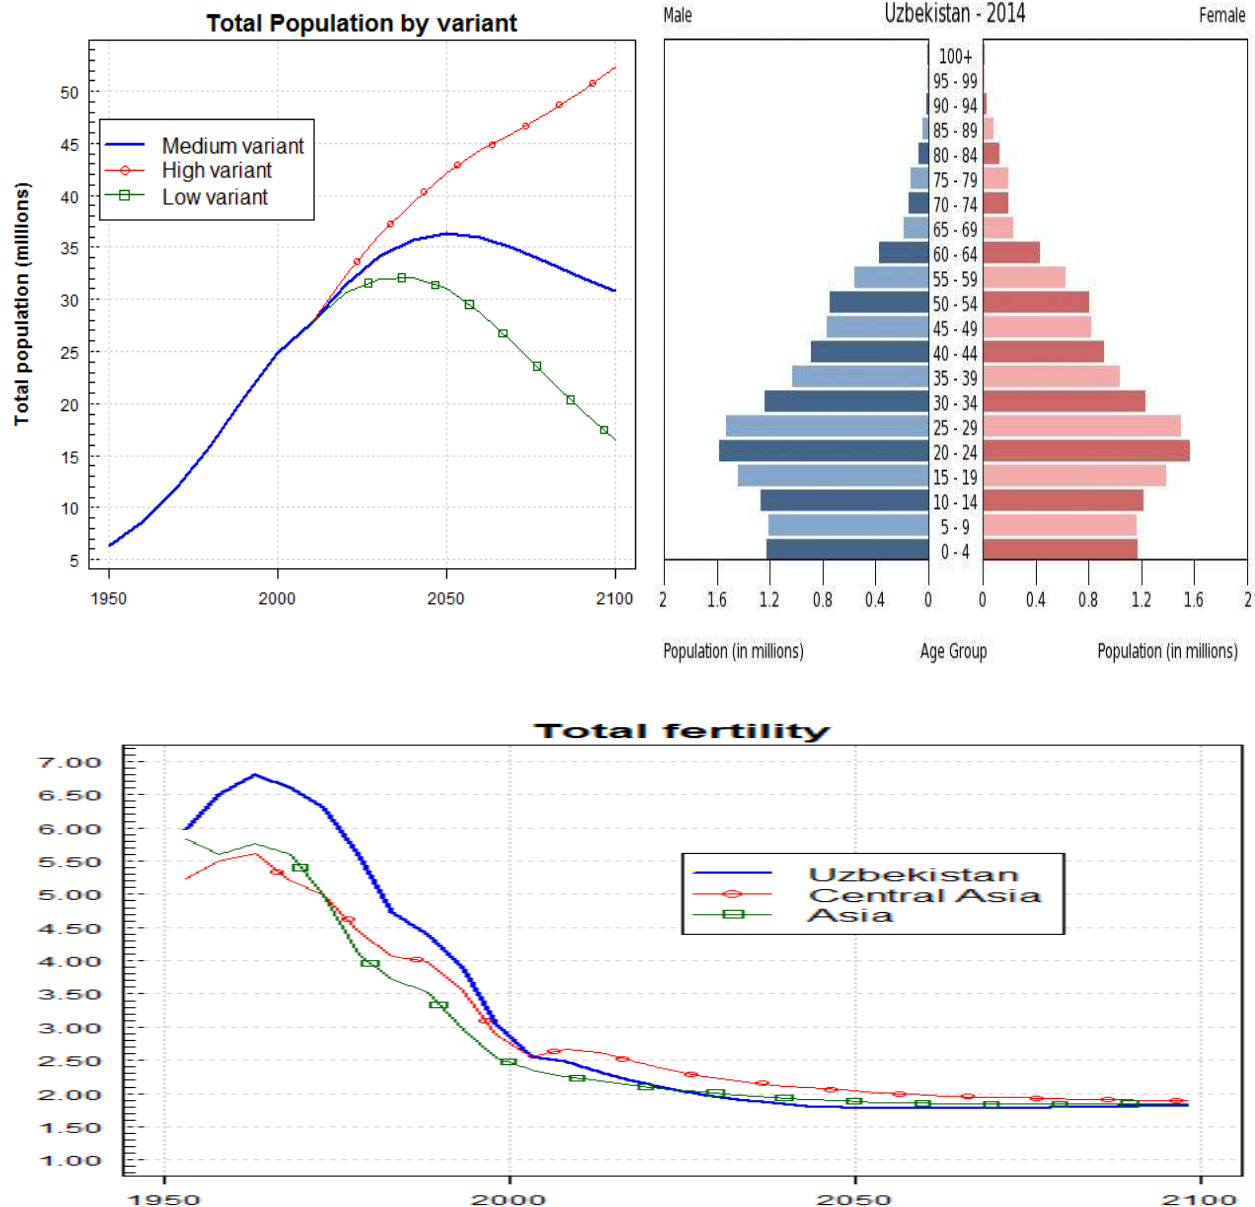 Total Population by variant
Total population (millions)
50
45
40
35
30
25
20
15
10
5
Medium variant
High variant
Low variant
1950 2000 2050 2100
Male Uzbekistan - 2014 Female
100+
95 - 99
90 - 94
85 - 89
80 - 84
75 - 79
70 - 74
65 - 69
60 - 64
55 - 59
50 - 54
45 - 49
40 - 44
35 - 39
30 - 34
25 - 29
20 - 24
15 - 19
10 - 14
5 - 9
0 - 4
2 1.6 1.2 0.8 0.4 0 0 0.4 0.8 1.2 1.6 2
Population (in millions) Age Group Population (in millions)
Total fertility
7.00
6.50
6.00
5.50
5.00
4.50
4.00
3.50
3.00
2.50
2.00
1.50
1.00
Uzbekistan
Central Asia
Asia
1950 2000 2050 2100